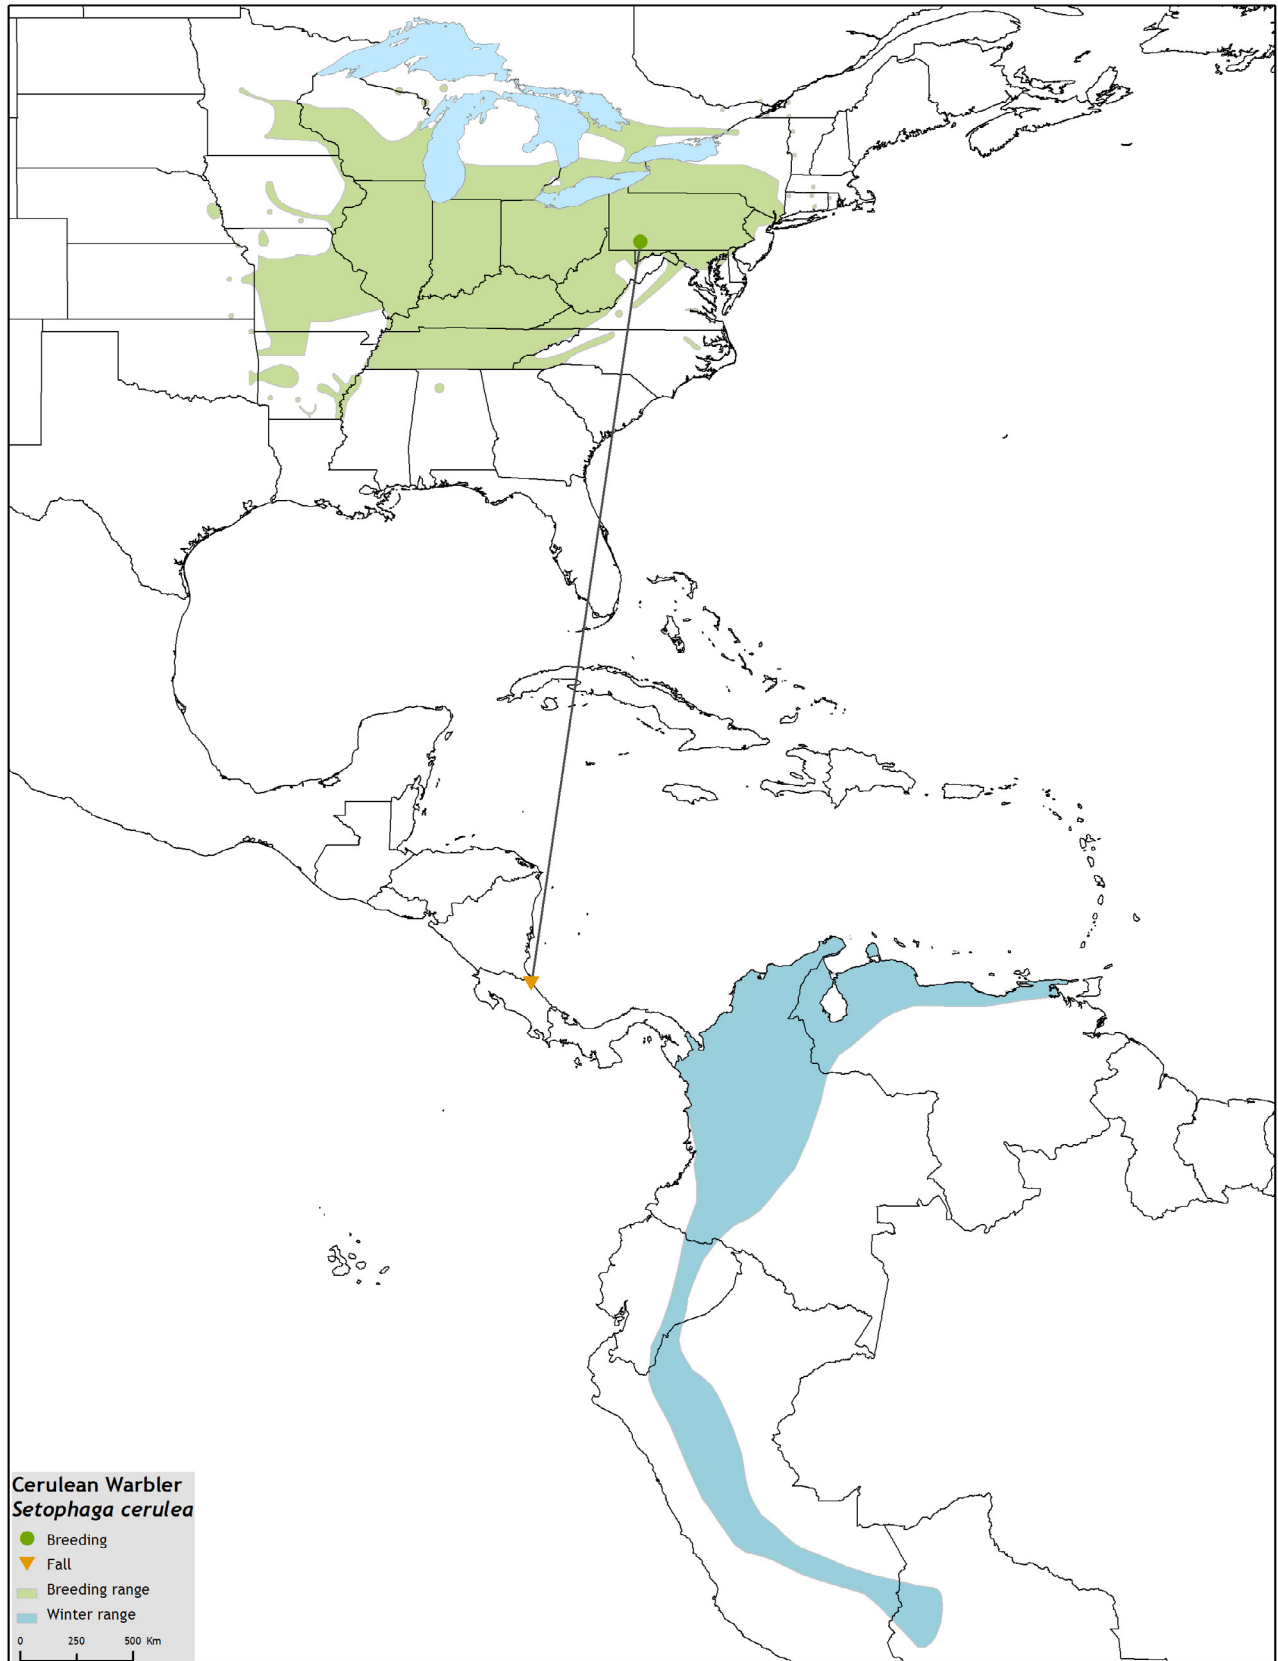 Cerulean Warbler
Setophaga cerulea
Breeding
Fall
Breeding range
Winter range
0 250 500 Km